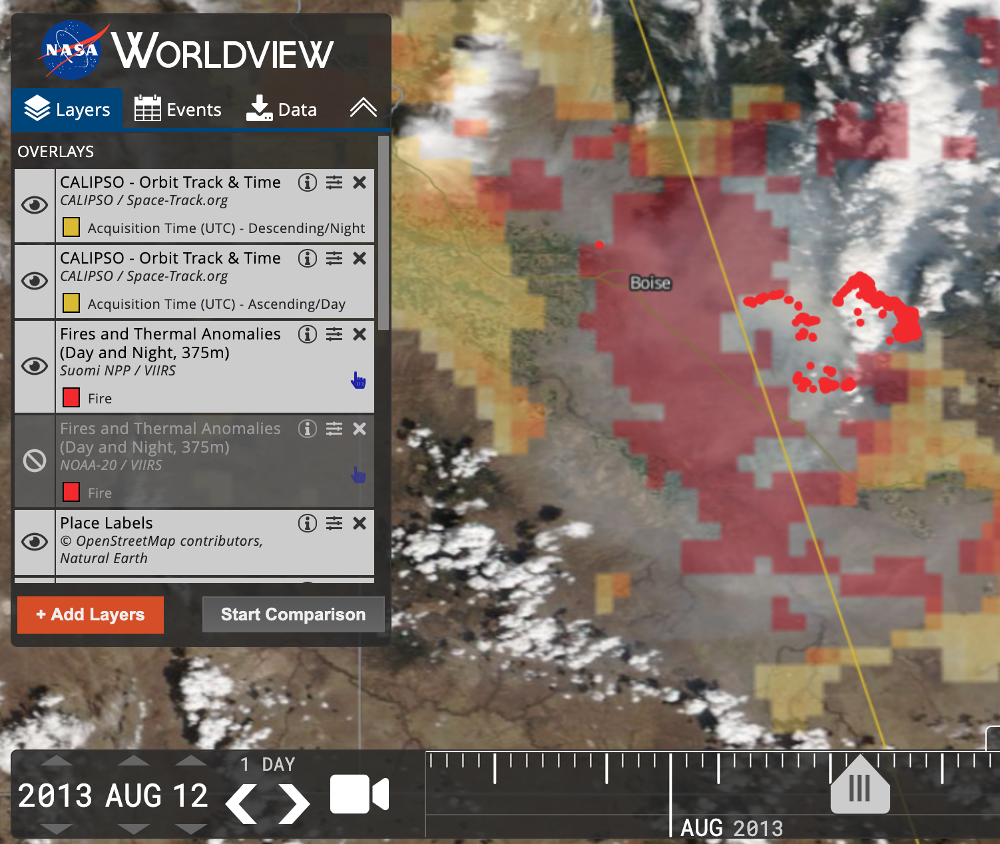 NASA WORLDVIEW
Layers Events Data
OVERLAYS
CALIPSO - Orbit Track & Time
CALIPSO / Space-Track.org
Acquisition Time (UTC) - Descending/Night
CALIPSO - Orbit Track & Time
CALIPSO / Space-Track.org
Acquisition Time (UTC) - Ascending/Day
Fires and Thermal Anomalies
(Day and Night, 375m)
Suomi NPP / VIIRS
Fire
Fires and Thermal Anomalies
(Day and Night, 375m)
NOAA-20 / VIIRS
Fire
Place Labels
© OpenStreetMap contributors,
Natural Earth
+ Add Layers Start Comparison
Boise
1 DAY
2013 AUG 12
AUG 2013